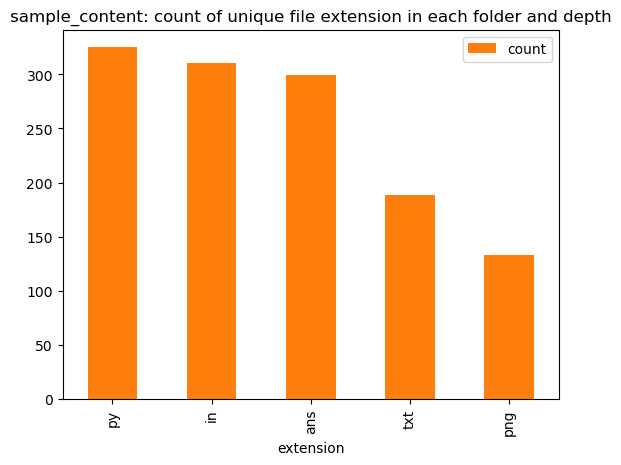 sample_content: count of unique file extension in each folder and depth
count
300
250
200
150
100
50
0
py
in
ans
txt
png
extension